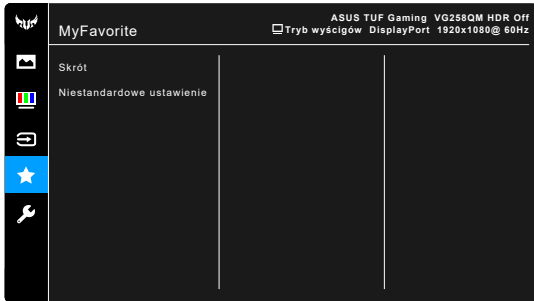 ASUS TUF Gaming VG258QM HDR Off
MyFavorite
Tryb wyścigów DisplayPort 1920x1080@ 60Hz
Skrót
Niestandardowe ustawienie